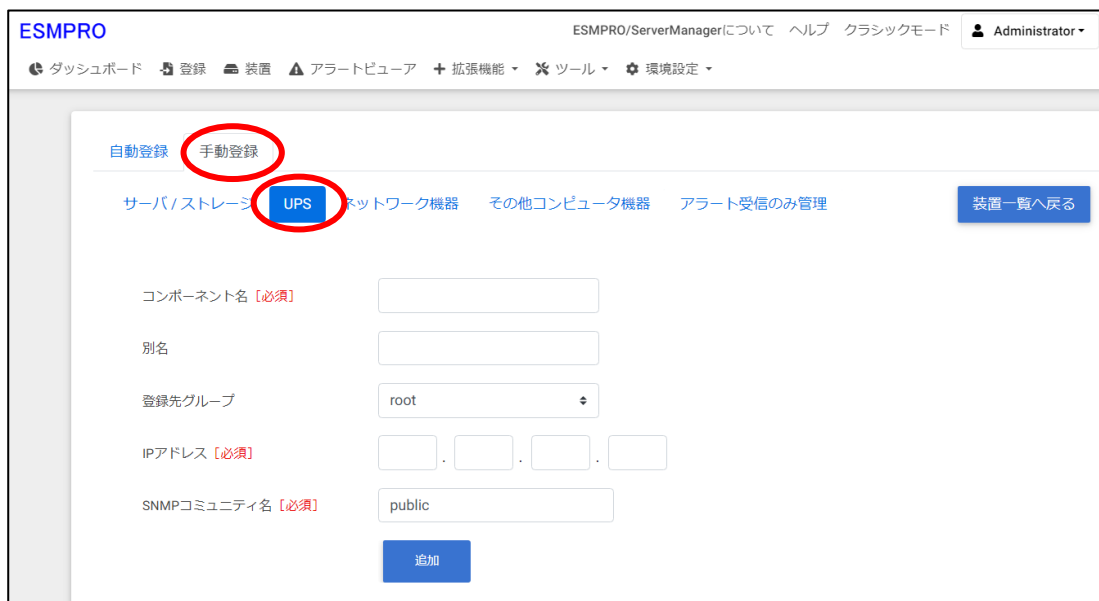 ESMPRO
ESMPRO/ServerManagerについて ヘルプ クラシックモード Administrator
ダッシュボード 登録 装置 アラートビューア 拡張機能 ツール 環境設定
自動登録 手動登録
サーバ / ストレージ UPS ネットワーク機器 その他コンピュータ機器 アラート受信のみ管理 装置一覧へ戻る
コンポーネント名 [必須]
別名
登録先グループ root
IPアドレス [必須] . . .
SNMPコミュニティ名 [必須] public
追加